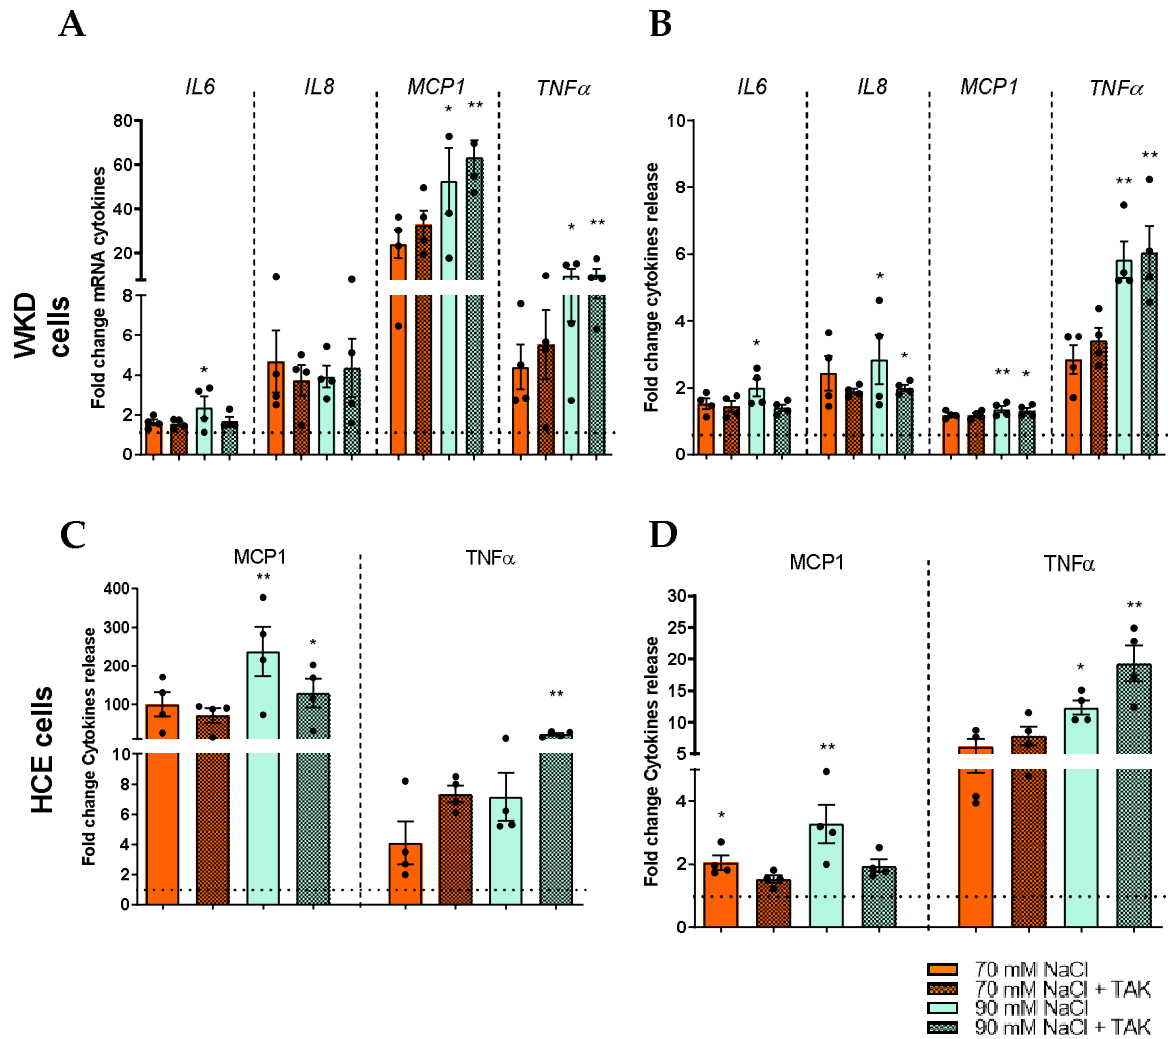 A
B
IL6 IL8 MCP1 TNFα
IL6 IL8 MCP1 TNFα
WKD
cells
Fold change mRNA cytokines
80
60
40
20
8
6
4
2
0
* * ** * **
Fold change cytokines release
10
8
6
4
2
0
* * * ** * ** **
C
D
MCP1 TNFα
MCP1 TNFα
HCE cells
Fold change Cytokines release
400
300
200
100
10
8
6
4
2
0
** * **
Fold change Cytokines release
30
25
20
15
10
5
4
2
0
* ** * **
70 mM NaCl
70 mM NaCl + TAK
90 mM NaCl
90 mM NaCl + TAK